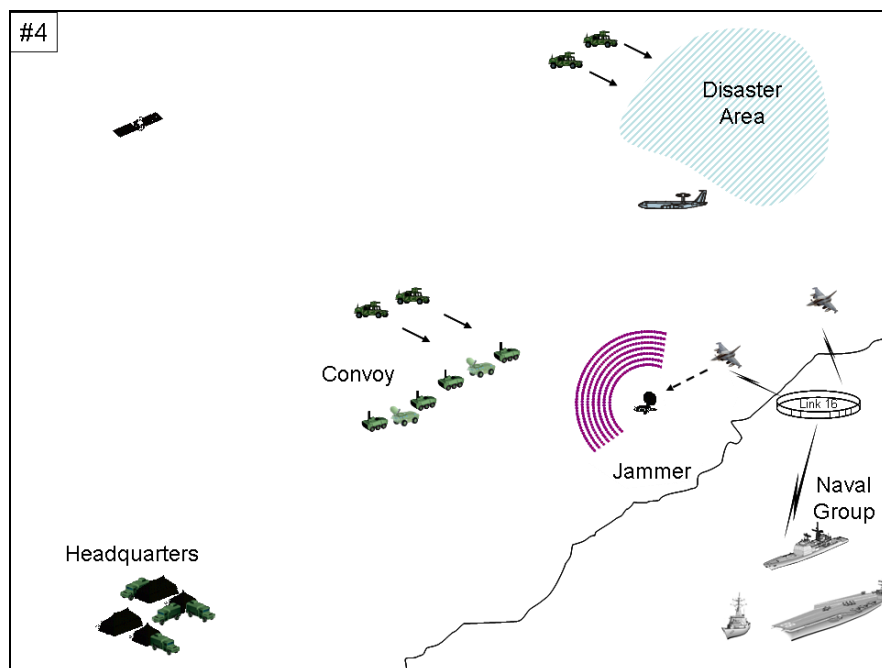 #4
Disaster
Area
Convoy
Link 16
Jammer
Naval
Group
Headquarters